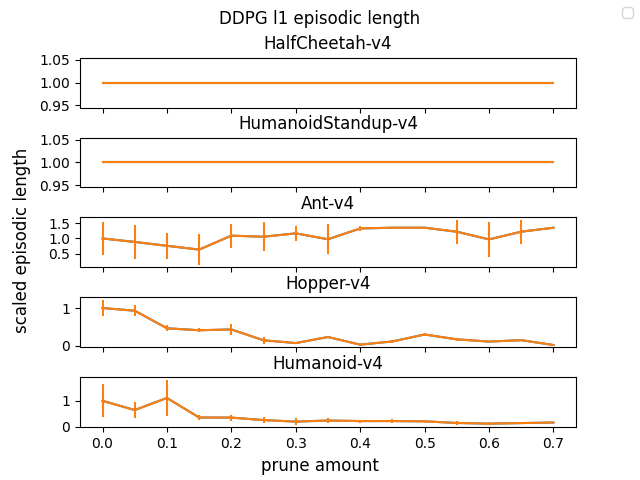 DDPG l1 episodic length
HalfCheetah-v4
1.05
1.00
0.95
HumanoidStandup-v4
1.05
1.00
0.95
Ant-v4
1.5
1.0
0.5
Hopper-v4
1
0
Humanoid-v4
1
0
0.0 0.1 0.2 0.3 0.4 0.5 0.6 0.7
prune amount
scaled episodic length